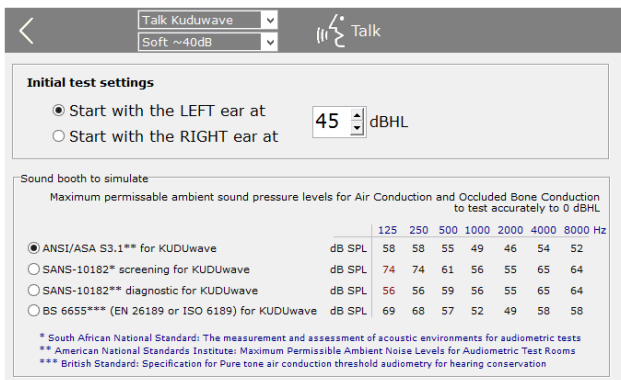 Talk Kuduwave
Soft ~40dB
Talk
Initial test settings
Start with the LEFT ear at
Start with the RIGHT ear at
45 dBHL
Sound booth to simulate
Maximum permissable ambient sound pressure levels for Air Conduction and Occluded Bone Conduction
to test accurately to 0 dBHL
125 250 500 1000 2000 4000 8000 Hz
ANSI/ASA S3.1** for KUDUwave dB SPL 58 58 55 49 46 54 52
SANS-10182* screening for KUDUwave dB SPL 74 74 61 56 55 65 64
SANS-10182** diagnostic for KUDUwave dB SPL 56 56 59 56 55 65 64
BS 6655*** (EN 26189 or ISO 6189) for KUDUwave dB SPL 69 68 57 52 49 58 58
* South African National Standard: The measurement and assessment of acoustic environments for audiometric tests
** American National Standards Institute: Maximum Permissible Ambient Noise Levels for Audiometric Test Rooms
*** British Standard: Specification for Pure tone air conduction threshold audiometry for hearing conservation